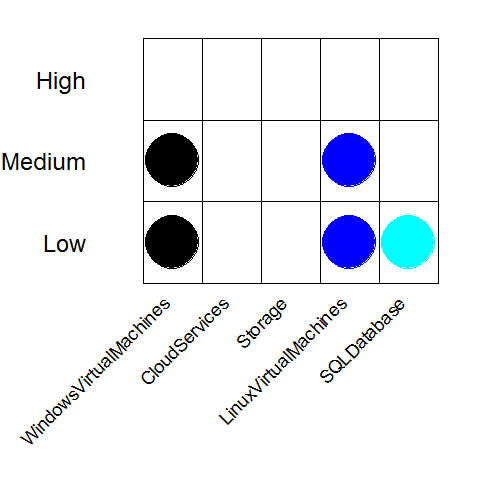 High
Medium
Low
WindowsVirtualMachines
CloudServices
Storage
LinuxVirtualMachines
SQLDatabase